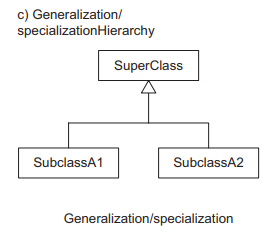 c) Generalization/
specializationHierarchy
SuperClass
SubclassA1
SubclassA2
Generalization/specialization